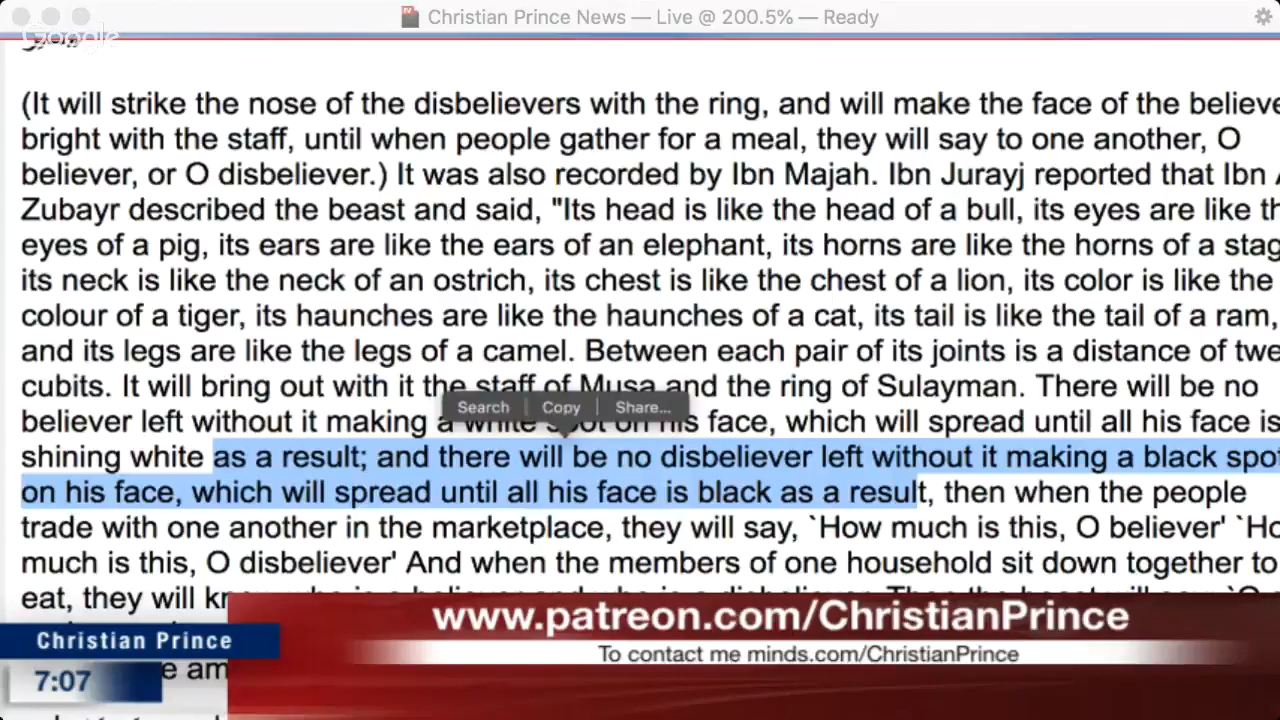 Christian Prince News — Live @ 200.5% — Ready
Google
(It will strike the nose of the disbelievers with the ring, and will make the face of the believe
bright with the staff, until when people gather for a meal, they will say to one another, O
believer, or O disbeliever.) It was also recorded by Ibn Majah. Ibn Jurayj reported that Ibn A
Zubayr described the beast and said, "Its head is like the head of a bull, its eyes are like th
eyes of a pig, its ears are like the ears of an elephant, its horns are like the horns of a stag
its neck is like the neck of an ostrich, its chest is like the chest of a lion, its color is like the
colour of a tiger, its haunches are like the haunches of a cat, its tail is like the tail of a ram,
and its legs are like the legs of a camel. Between each pair of its joints is a distance of twe
cubits. It will bring out with it the staff of Musa and the ring of Sulayman. There will be no
Search Copy Share...
believer left without it making a white spot on his face, which will spread until all his face is
shining white as a result; and there will be no disbeliever left without it making a black spot
on his face, which will spread until all his face is black as a result, then when the people
trade with one another in the marketplace, they will say, `How much is this, O believer' `Ho
much is this, O disbeliever' And when the members of one household sit down together to
eat, they will
www.patreon.com/ChristianPrince
Christian Prince
To contact me minds.com/ChristianPrince
7:07
e am